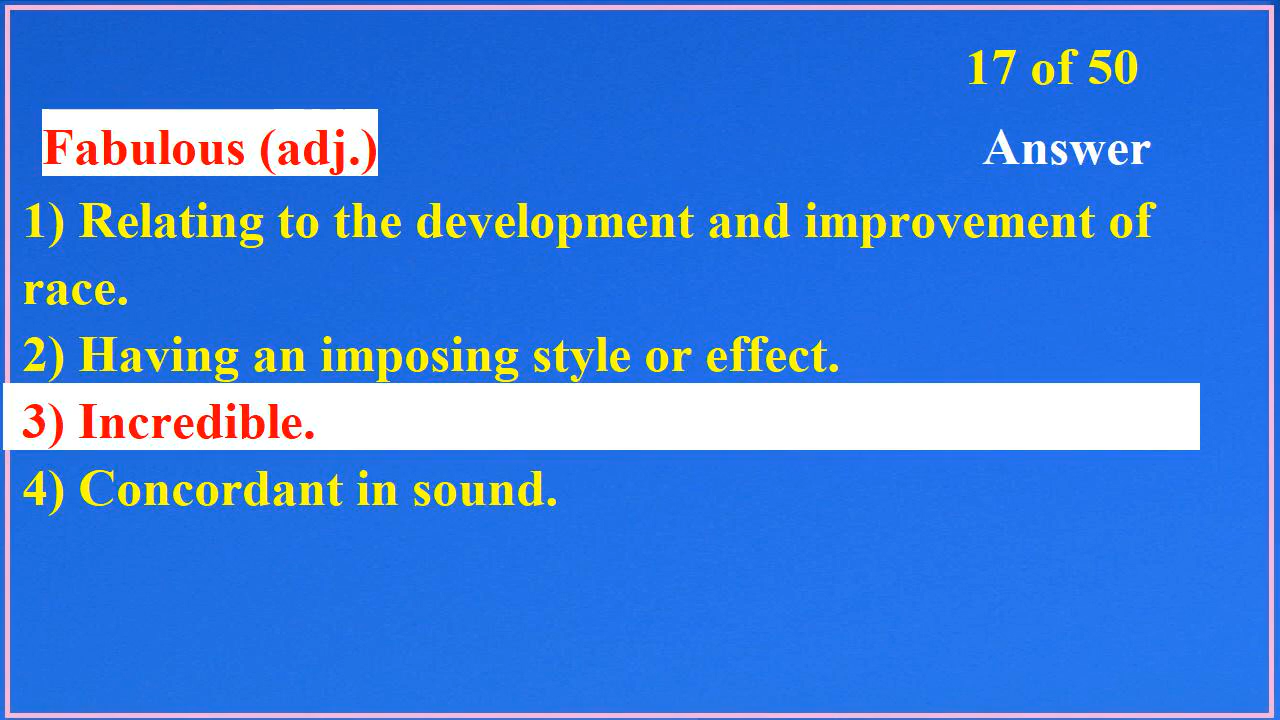 17 of 50
Fabulous (adj.)
Answer
1) Relating to the development and improvement of
race.
2) Having an imposing style or effect.
3) Incredible.
4) Concordant in sound.